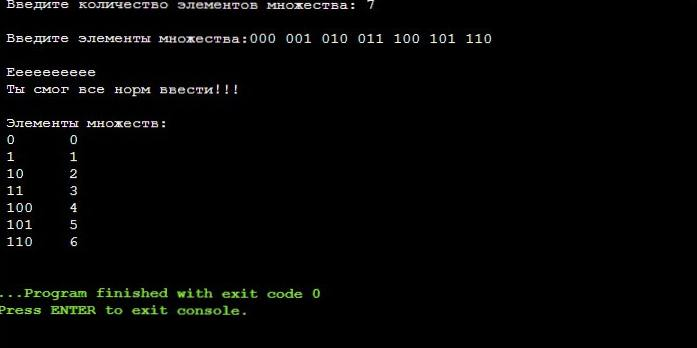 Введите количество элементов множества: 7
Введите элементы множества:000 001 010 011 100 101 110
Еееееееееe
Ты смог все норм ввести!!!
Элементы множеств:
0 0
1 1
10 2
11 3
100 4
101 5
110 6
...Program finished with exit code 0
Press ENTER to exit console.